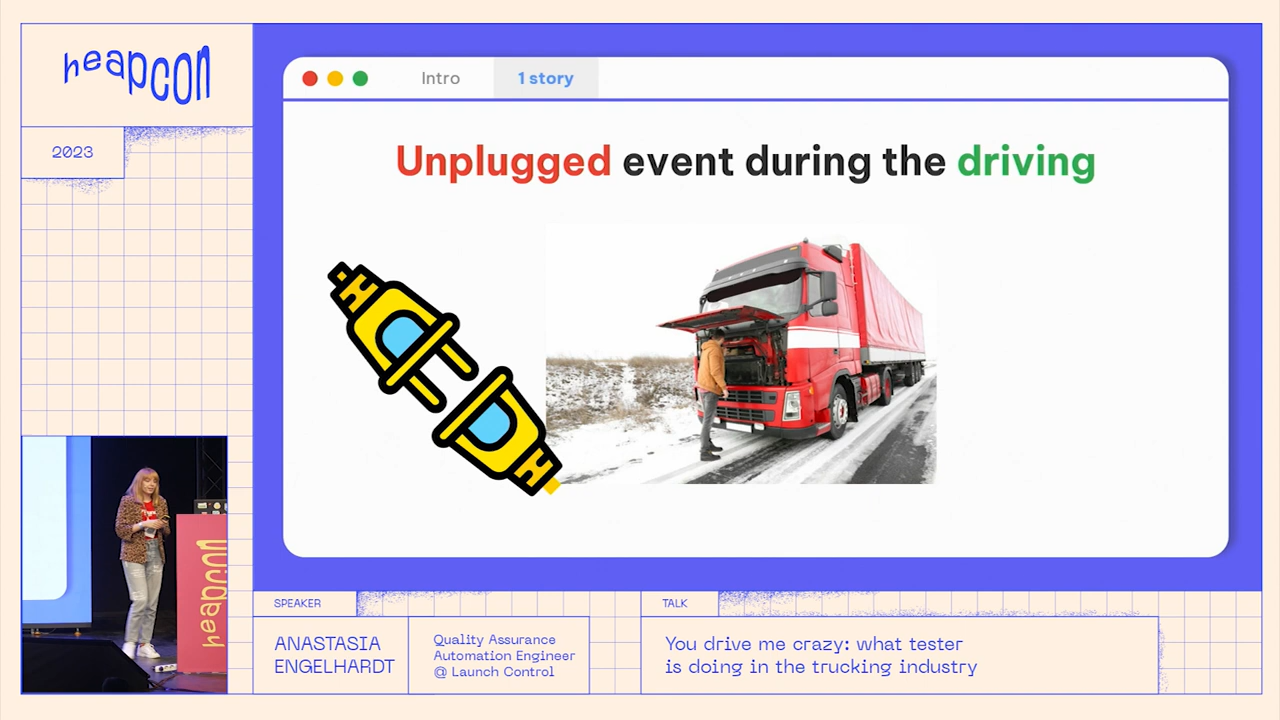 heapcon
2023
Intro
1 story
Unplugged event during the driving
heapcon
SPEAKER
ANASTASIA
ENGELHARDT
Quality Assurance
Automation Engineer
@ Launch Control
TALK
You drive me crazy: what tester
is doing in the trucking industry